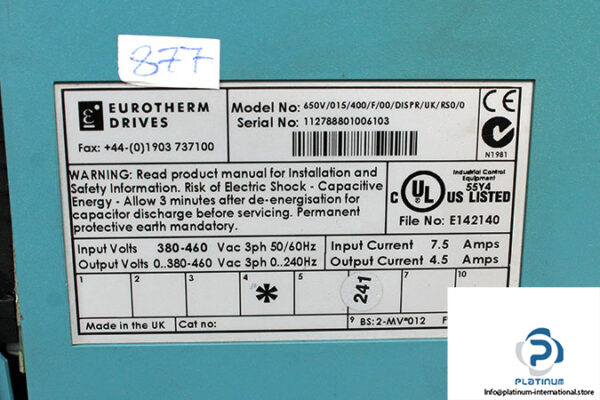 877
EUROTHERM
DRIVES
Fax: +44-(0)1903 737100
Model No: 650V/015/400/F/00/DISPR/UK/RS0/0
Serial No: 112788801006103
CE
N1981
WARNING: Read product manual for Installation and
Safety Information. Risk of Electric Shock - Capacitive
Energy - Allow 3 minutes after de-energisation for
capacitor discharge before servicing. Permanent
protective earth mandatory.
Industrial Control
Equipment
55Y4
C UL US LISTED
File No: E142140
Input Volts 380-460 Vac 3ph 50/60Hz
Output Volts 0..380-460 Vac 3ph 0..240Hz
Input Current 7.5 Amps
Output Current 4.5 Amps
1 2 3 4 5 7 10
* 241
Made in the UK Cat no: 9 BS:2-MV*012 F
PLATINUM
Info@platinum-international.store